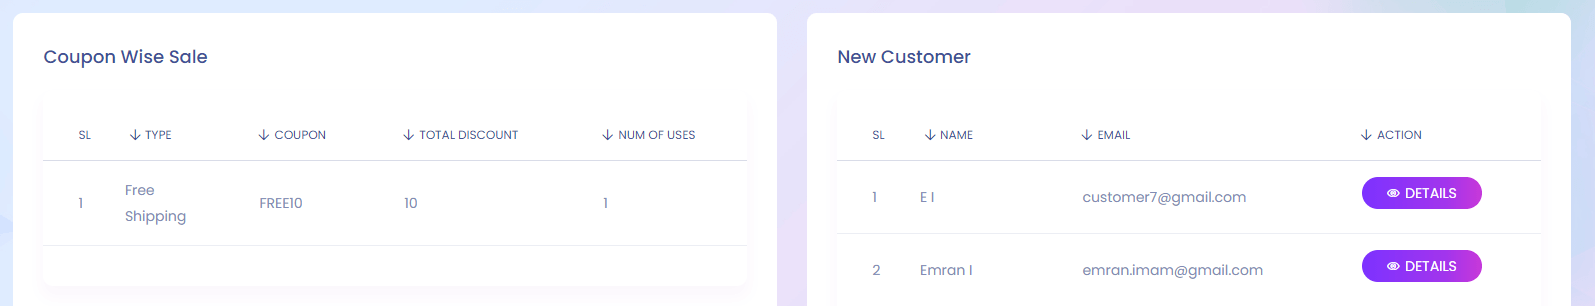 Coupon Wise Sale
SL TYPE COUPON TOTAL DISCOUNT NUM OF USES
1 Free Shipping FREE10 10 1
New Customer
SL NAME EMAIL ACTION
1 E I customer7@gmail.com DETAILS
2 Emran I emran.imam@gmail.com DETAILS